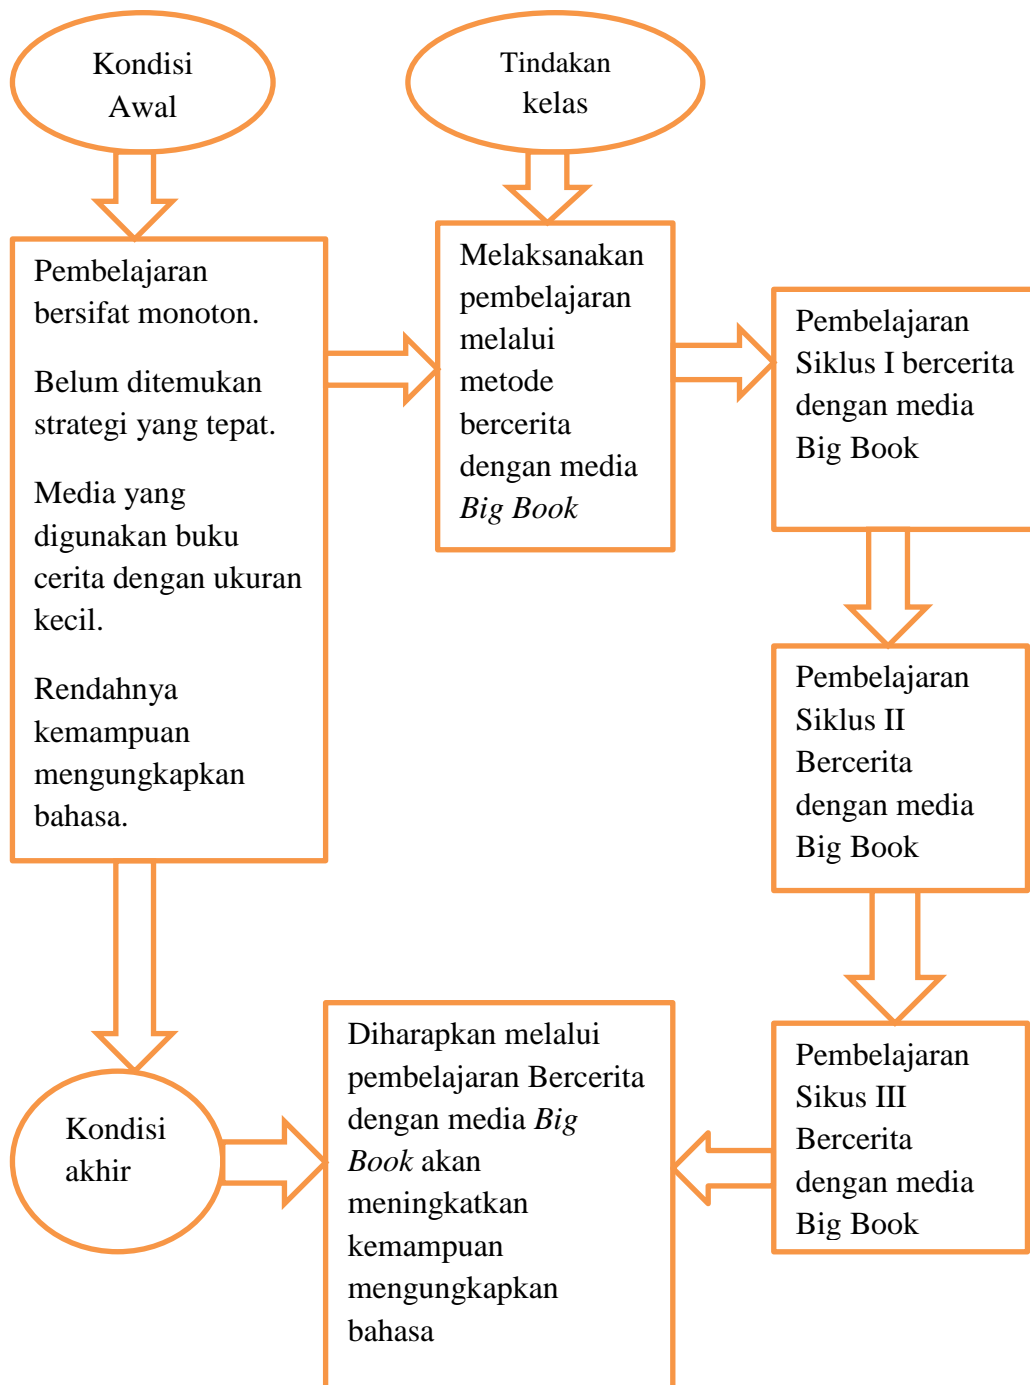 Kondisi
Awal
Tindakan
kelas
Pembelajaran
bersifat monoton.
Belum ditemukan
strategi yang tepat.
Media yang
digunakan buku
cerita dengan ukuran
kecil.
Rendahnya
kemampuan
mengungkapkan
bahasa.
Melaksanakan
pembelajaran
melalui
metode
bercerita
dengan media
Big Book
Pembelajaran
Siklus I bercerita
dengan media
Big Book
Pembelajaran
Siklus II
Bercerita
dengan media
Big Book
Pembelajaran
Sikus III
Bercerita
dengan media
Big Book
Diharapkan melalui
pembelajaran Bercerita
dengan media Big
Book akan
meningkatkan
kemampuan
mengungkapkan
bahasa
Kondisi
akhir